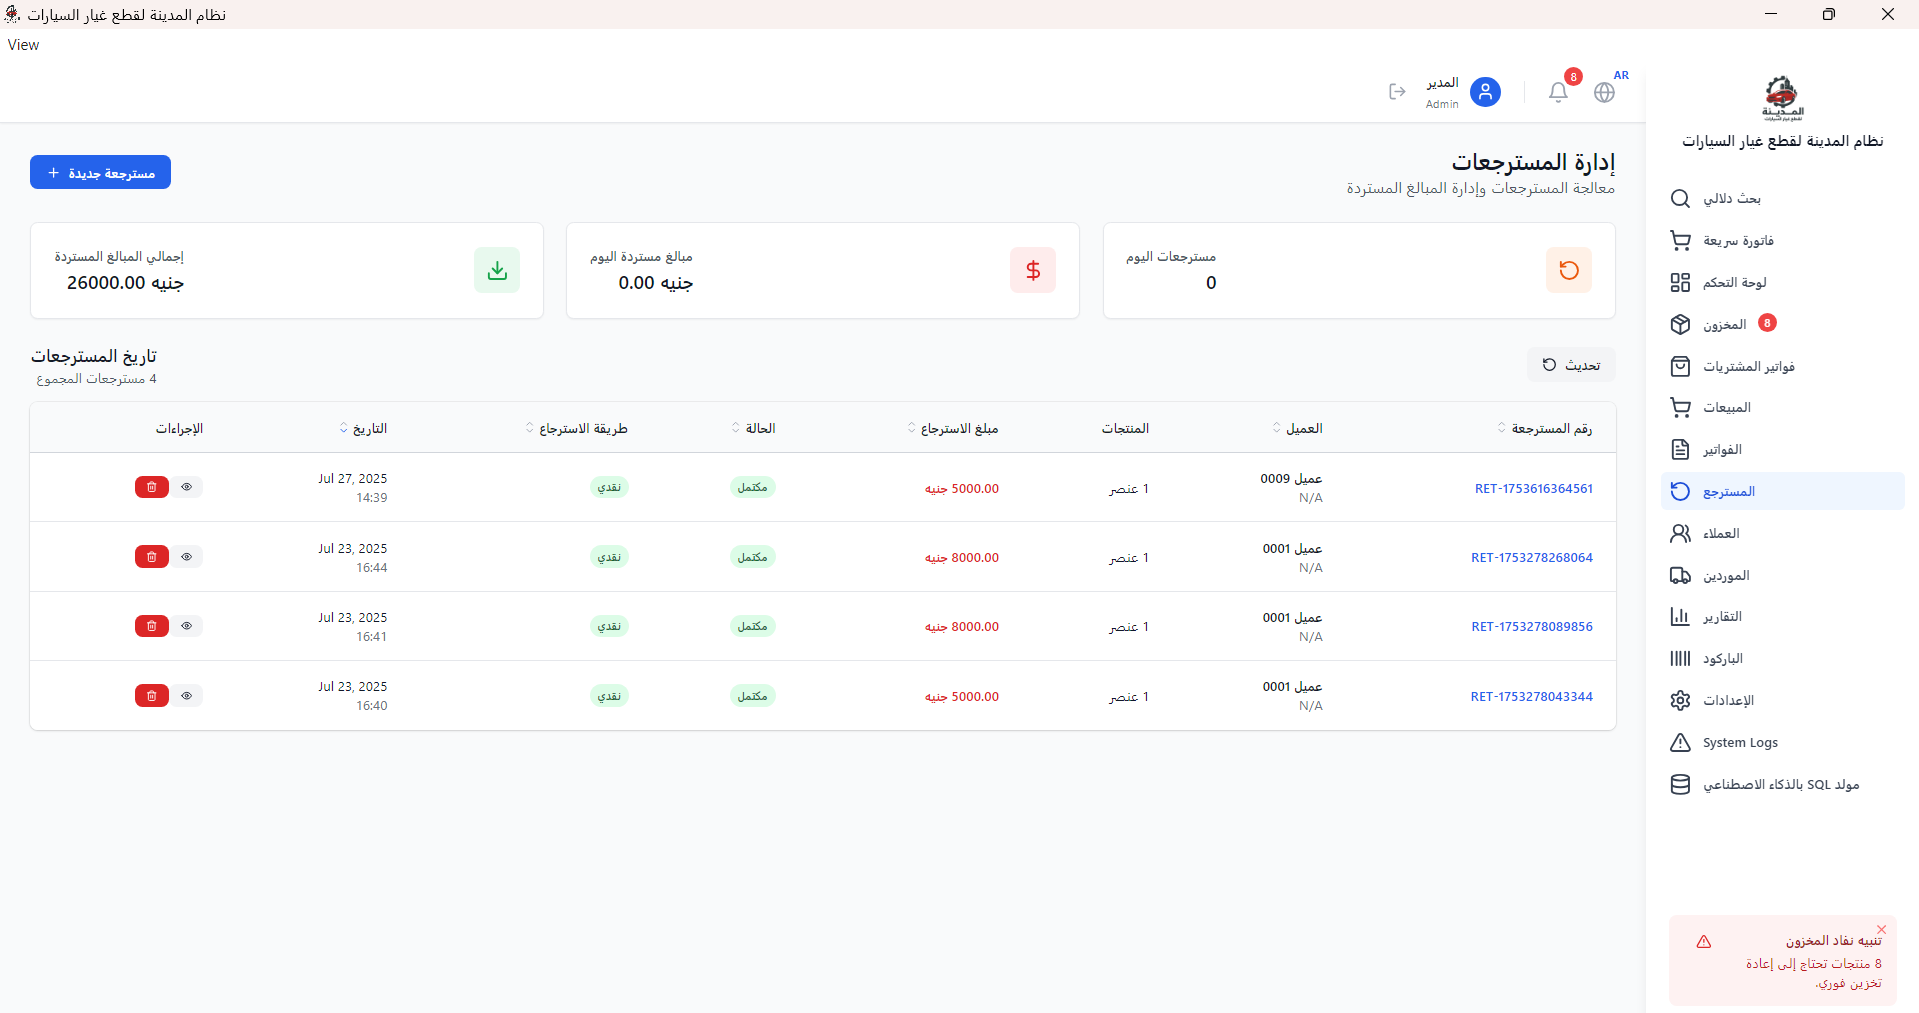 نظام المدينة لقطع غيار السيارات
View
AR
8
المدير
Admin
المدينة
لقطع غيار السيارات
نظام المدينة لقطع غيار السيارات
بحث دلالي
فاتورة سريعة
لوحة التحكم
المخزون 8
فواتير المشتريات
المبيعات
الفواتير
المسترجع
العملاء
الموردين
التقارير
الباركود
الإعدادات
System Logs
مولد SQL بالذكاء الاصطناعي
تنبيه نفاد المخزون
8 منتجات تحتاج إلى إعادة
تخزين فوري.
إدارة المسترجعات
معالجة المسترجعات وإدارة المبالغ المستردة
مسترجعة جديدة +
مسترجعات اليوم
0
مبالغ مستردة اليوم
جنيه 0.00
إجمالي المبالغ المستردة
جنيه 26000.00
تحديث
تاريخ المسترجعات
4 مسترجعات المجموع
رقم المسترجعة العميل المنتجات مبلغ الاسترجاع الحالة طريقة الاسترجاع التاريخ الإجراءات
RET-1753616364561 عميل 0009 1 عنصر 5000.00 جنيه مكتمل نقدي Jul 27, 2025
N/A 14:39
RET-1753278268064 عميل 0001 1 عنصر 8000.00 جنيه مكتمل نقدي Jul 23, 2025
N/A 16:44
RET-1753278089856 عميل 0001 1 عنصر 8000.00 جنيه مكتمل نقدي Jul 23, 2025
N/A 16:41
RET-1753278043344 عميل 0001 1 عنصر 5000.00 جنيه مكتمل نقدي Jul 23, 2025
N/A 16:40